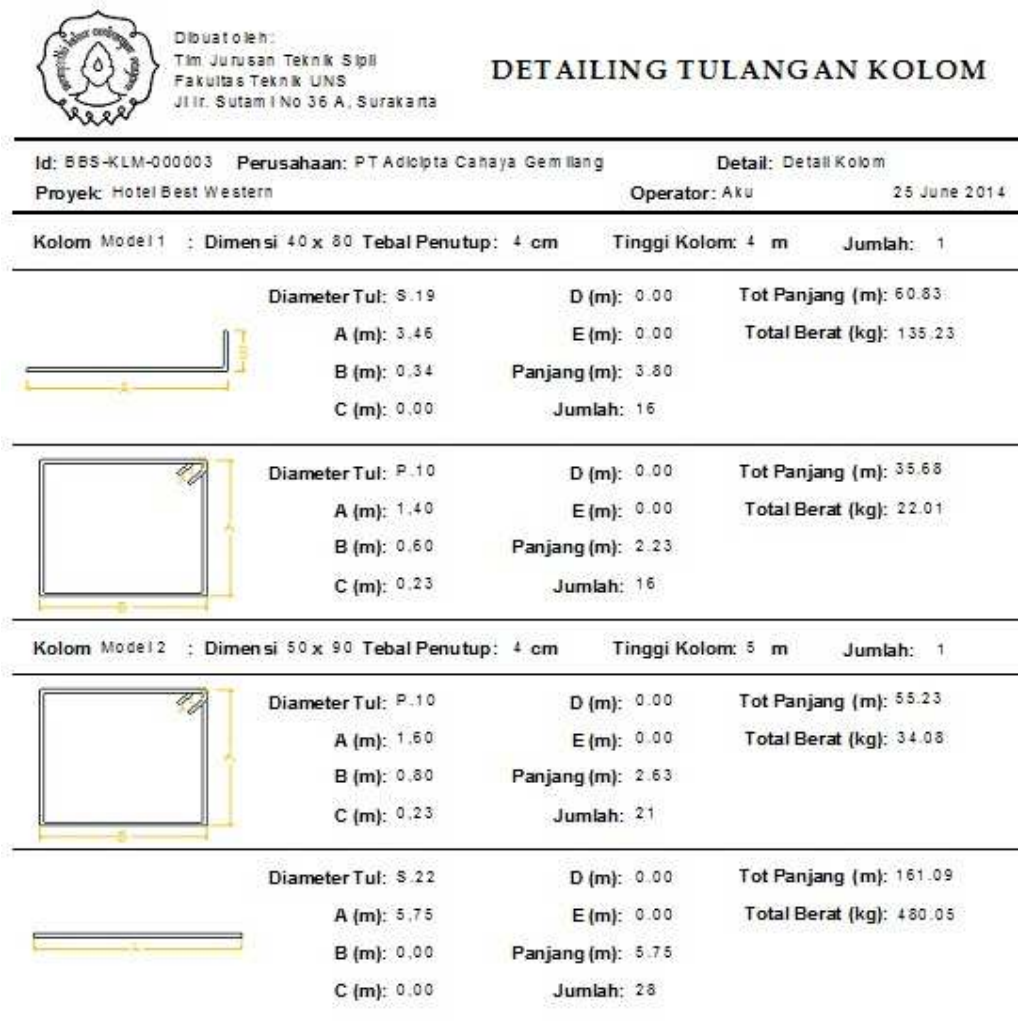 Dibuat oleh:
Tim Jurusan Teknik Sipil
Fakultas Teknik UNS
Jl Ir. Sutami No 36 A, Surakarta
DETAILING TULANGAN KOLOM
Id: BBS-KLM-000003 Perusahaan: PT Adicipta Cahaya Gemilang Detail: Detail Kolom
Proyek: Hotel Best Western Operator: Aku 25 June 2014
Kolom Model 1 : Dimensi 40 x 80 Tebal Penutup: 4 cm Tinggi Kolom: 4 m Jumlah: 1
Diameter Tul: S.19 D (m): 0.00 Tot Panjang (m): 60.83
A (m): 3.46 E (m): 0.00 Total Berat (kg): 135.23
B (m): 0.34 Panjang (m): 3.80
C (m): 0.00 Jumlah: 16
A
B
Diameter Tul: P.10 D (m): 0.00 Tot Panjang (m): 35.68
A (m): 1.40 E (m): 0.00 Total Berat (kg): 22.01
B (m): 0.60 Panjang (m): 2.23
C (m): 0.23 Jumlah: 16
A
B
Kolom Model 2 : Dimensi 50 x 90 Tebal Penutup: 4 cm Tinggi Kolom: 5 m Jumlah: 1
Diameter Tul: P.10 D (m): 0.00 Tot Panjang (m): 55.23
A (m): 1.60 E (m): 0.00 Total Berat (kg): 34.08
B (m): 0.80 Panjang (m): 2.63
C (m): 0.23 Jumlah: 21
A
B
Diameter Tul: S.22 D (m): 0.00 Tot Panjang (m): 161.09
A (m): 5.75 E (m): 0.00 Total Berat (kg): 480.05
B (m): 0.00 Panjang (m): 5.75
C (m): 0.00 Jumlah: 28